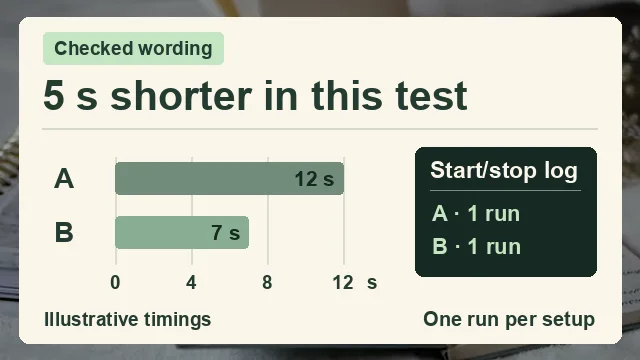 Checked wording
5 s shorter in this test
A
12 s
B
7 s
0 4 8 12 s
Start/stop log
A · 1 run
B · 1 run
Illustrative timings
One run per setup